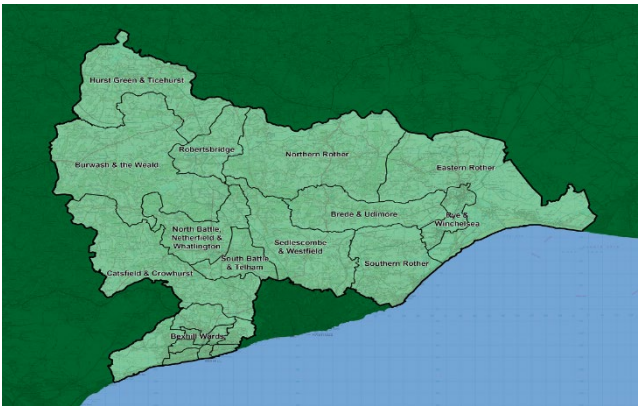 Hurst Green & Ticehurst
Robertsbridge
Northern Rother
Burwash & the Weald
Eastern Rother
Brede & Udimore
Rye &
Winchelsea
North Battle,
Netherfield &
Whatlington
Sedlescombe
& Westfield
South Battle
& Telham
Southern Rother
Catsfield & Crowhurst
Bexhill Wards